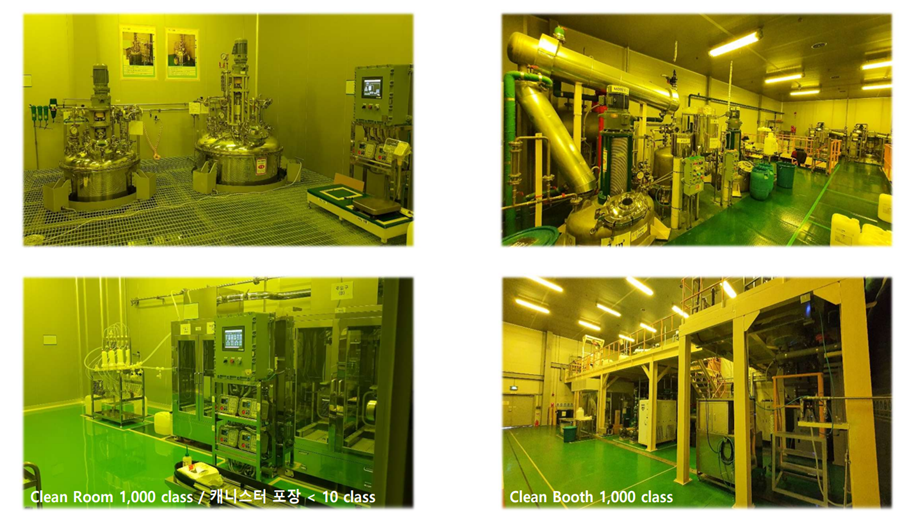 Clean Room 1,000 class / 캐니스터 포장 < 10 class
Clean Booth 1,000 class